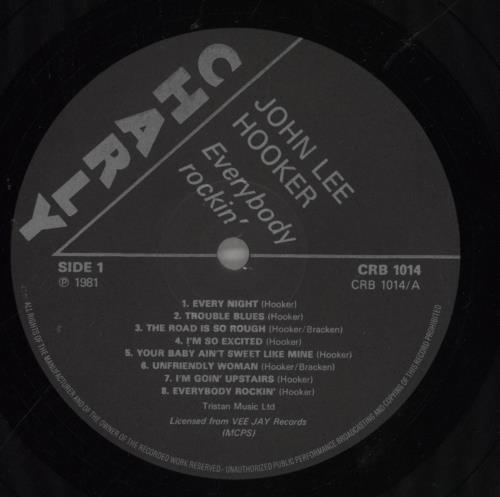 CHARLY
JOHN LEE
HOOKER
Everybody
rockin'
SIDE 1
℗ 1981
CRB 1014
CRB 1014/A
1. EVERY NIGHT (Hooker)
2. TROUBLE BLUES (Hooker)
3. THE ROAD IS SO ROUGH (Hooker/Bracken)
4. I'M SO EXCITED (Hooker)
5. YOUR BABY AIN'T SWEET LIKE MINE (Hooker)
6. UNFRIENDLY WOMAN (Hooker/Bracken)
7. I'M GOIN' UPSTAIRS (Hooker)
8. EVERYBODY ROCKIN' (Hooker)
Tristan Music Ltd
Licensed from VEE JAY Records
(MCPS)
ALL RIGHTS OF THE MANUFACTURER AND OF THE OWNER OF THE RECORDED WORK RESERVED - UNAUTHORIZED PUBLIC PERFORMANCE BROADCASTING AND COPYING OF THIS RECORD PROHIBITED